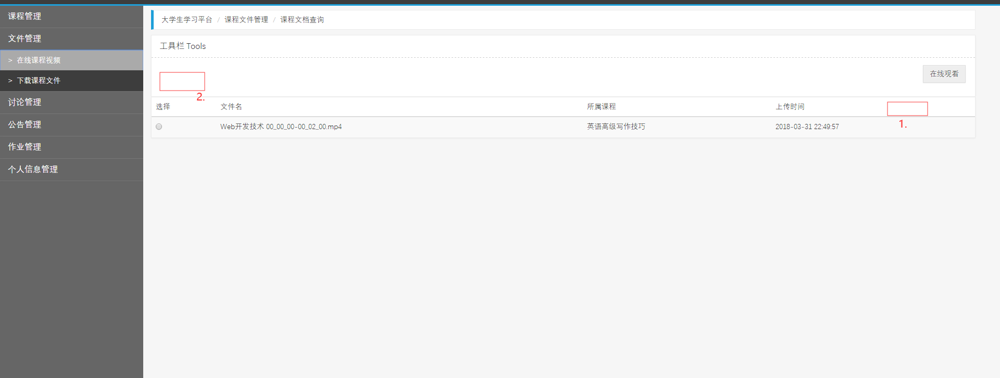 课程管理
文件管理
> 在线课程视频
> 下载课程文件
讨论管理
公告管理
作业管理
个人信息管理
大学生学习平台 / 课程文件管理 / 课程文档查询
工具栏 Tools
在线观看
2.
选择 文件名 所属课程 上传时间
1.
Web开发技术 00_00_00-00_02_00.mp4 英语高级写作技巧 2018-03-31 22:49:57